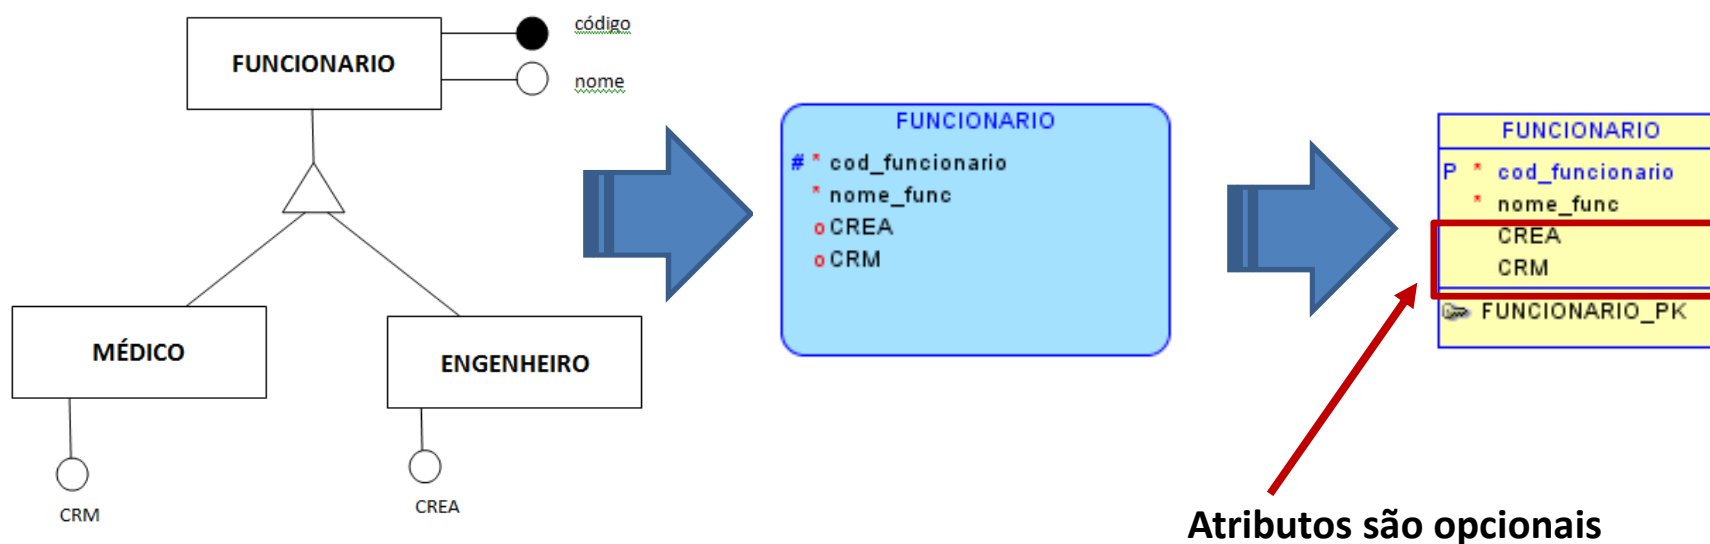 FUNCIONARIO
código
nome
MÉDICO
ENGENHEIRO
CRM
CREA
FUNCIONARIO
# * cod_funcionario
* nome_func
o CREA
o CRM
FUNCIONARIO
P * cod_funcionario
* nome_func
CREA
CRM
FUNCIONARIO_PK
Atributos são opcionais